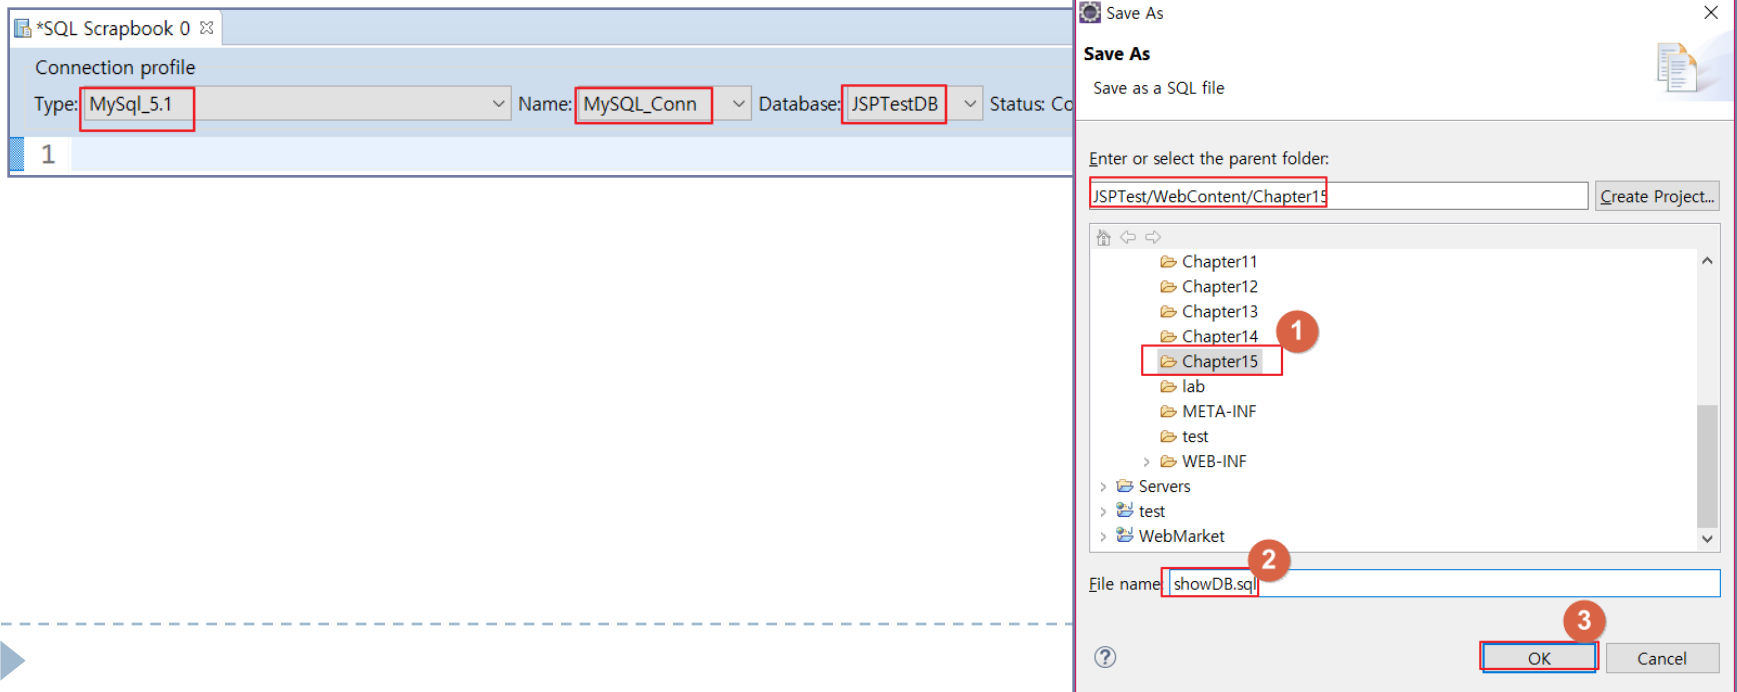 *SQL Scrapbook 0
Connection profile
Type: MySql_5.1 Name: MySQL_Conn Database: JSPTestDB Status: Co
1
Save As
Save As
Save as a SQL file
Enter or select the parent folder:
JSPTest/WebContent/Chapter15 Create Project...
Chapter11
Chapter12
Chapter13
Chapter14
1
Chapter15
lab
META-INF
test
WEB-INF
Servers
test
WebMarket
2
File name: showDB.sql
3
? OK Cancel